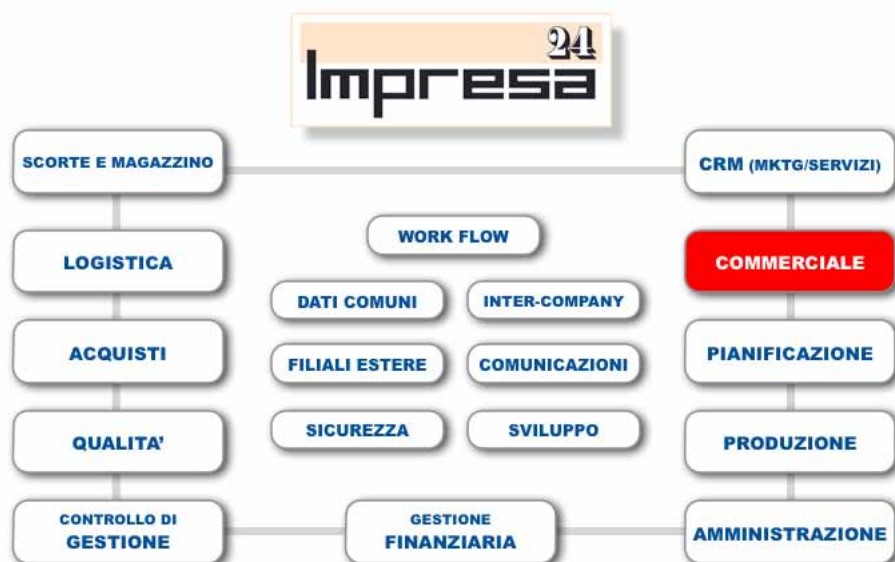 24
Impresa
SCORTE E MAGAZZINO
CRM (MKTG/SERVIZI)
WORK FLOW
LOGISTICA
COMMERCIALE
DATI COMUNI
INTER-COMPANY
ACQUISTI
FILIALI ESTERE
COMUNICAZIONI
PIANIFICAZIONE
QUALITA'
SICUREZZA
SVILUPPO
PRODUZIONE
CONTROLLO DI
GESTIONE
GESTIONE
FINANZIARIA
AMMINISTRAZIONE